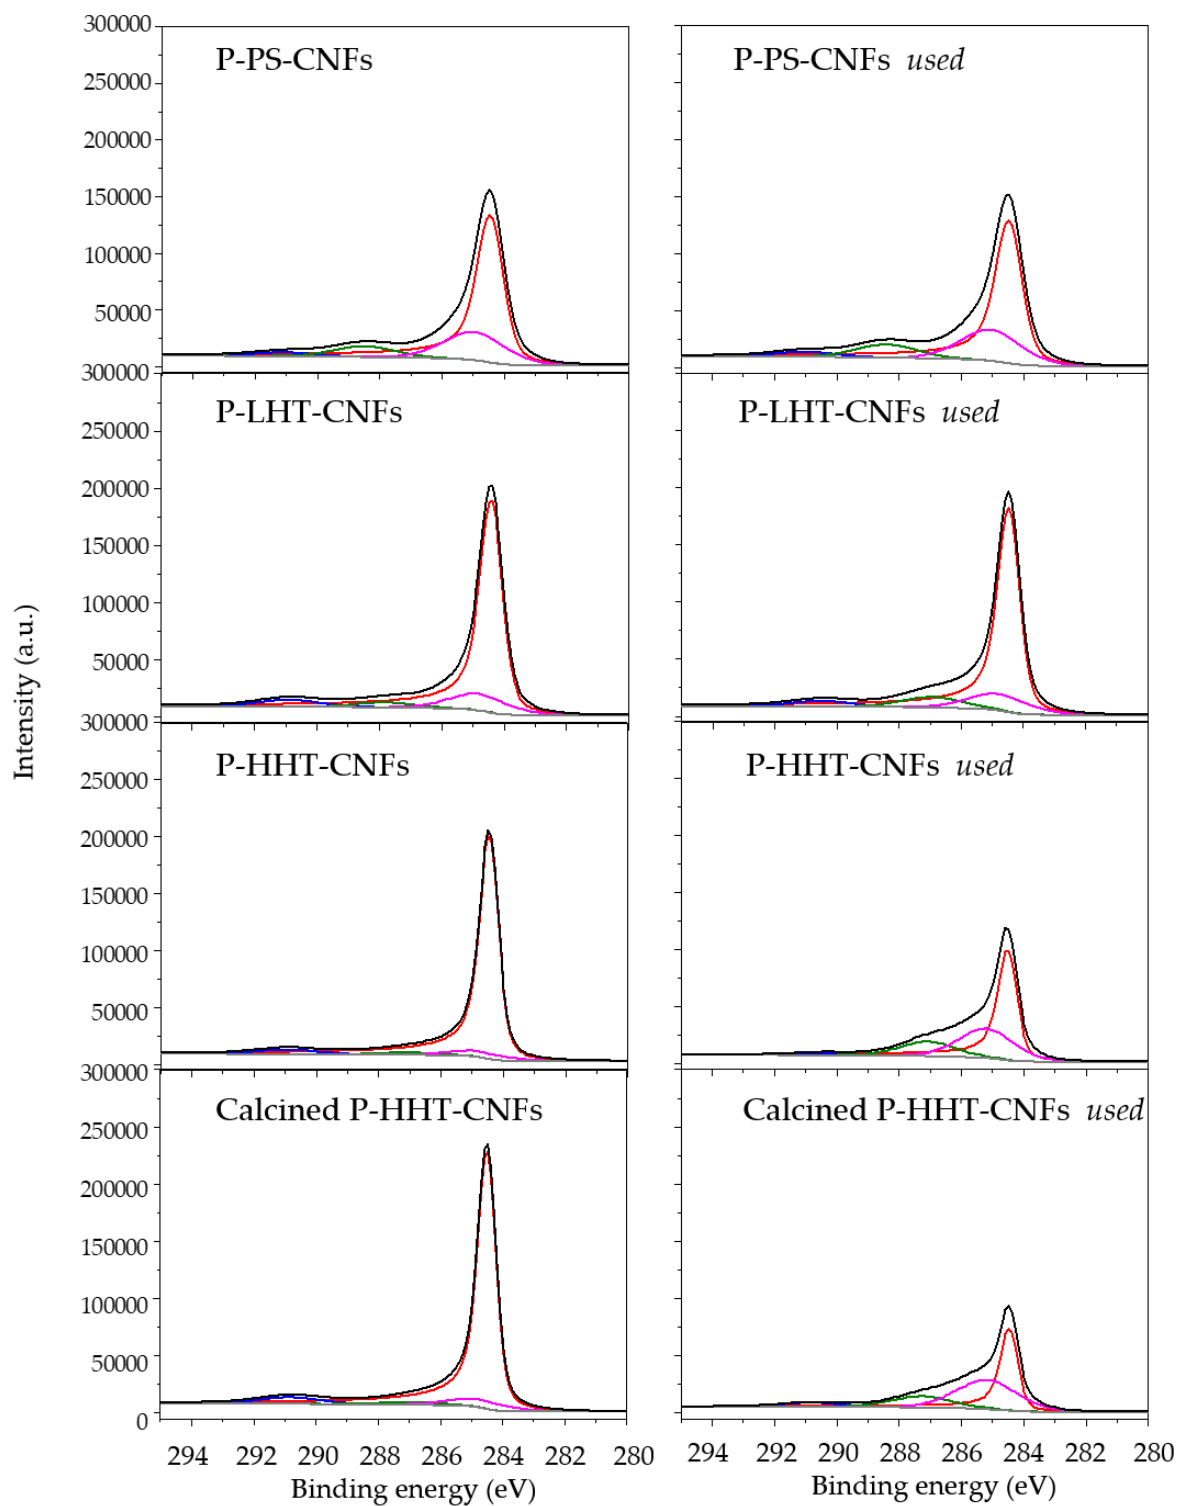 300000
P-PS-CNFs
P-PS-CNFs used
250000
200000
150000
100000
50000
300000
P-LHT-CNFs
P-LHT-CNFs used
250000
200000
150000
100000
50000
300000
P-HHT-CNFs
P-HHT-CNFs used
250000
200000
150000
100000
50000
300000
Calcined P-HHT-CNFs
Calcined P-HHT-CNFs used
250000
200000
150000
100000
50000
0
Intensity (a.u.)
294 292 290 288 286 284 282 280
294 292 290 288 286 284 282 280
Binding energy (eV)
Binding energy (eV)